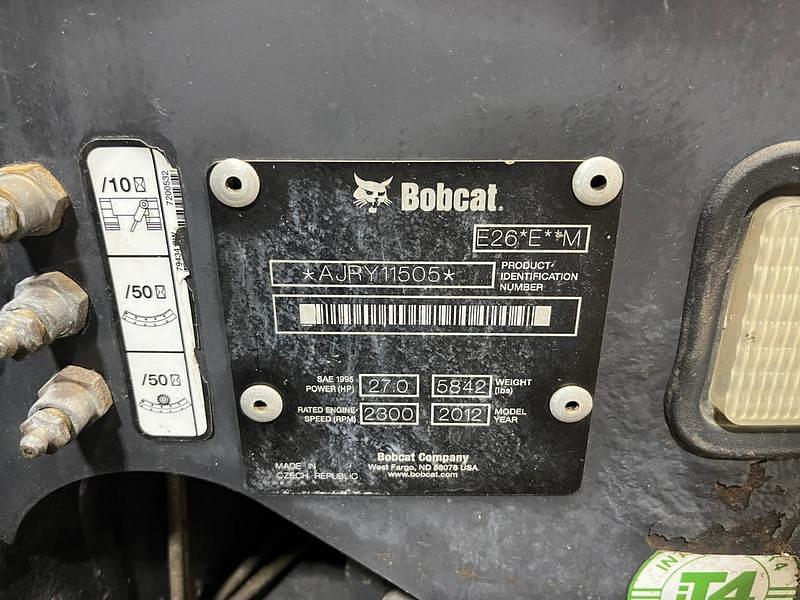 /10
7200532
/50
/50
Bobcat.
E26*E**M
*AJRY11505*
PRODUCT
IDENTIFICATION
NUMBER
SAE 1995
POWER (HP)
27.0
5842
WEIGHT
(lbs)
RATED ENGINE
SPEED (RPM)
2300
2012
MODEL
YEAR
Bobcat Company
West Fargo, ND 58078 USA
www.bobcat.com
MADE IN
CZECH REPUBLIC
T4